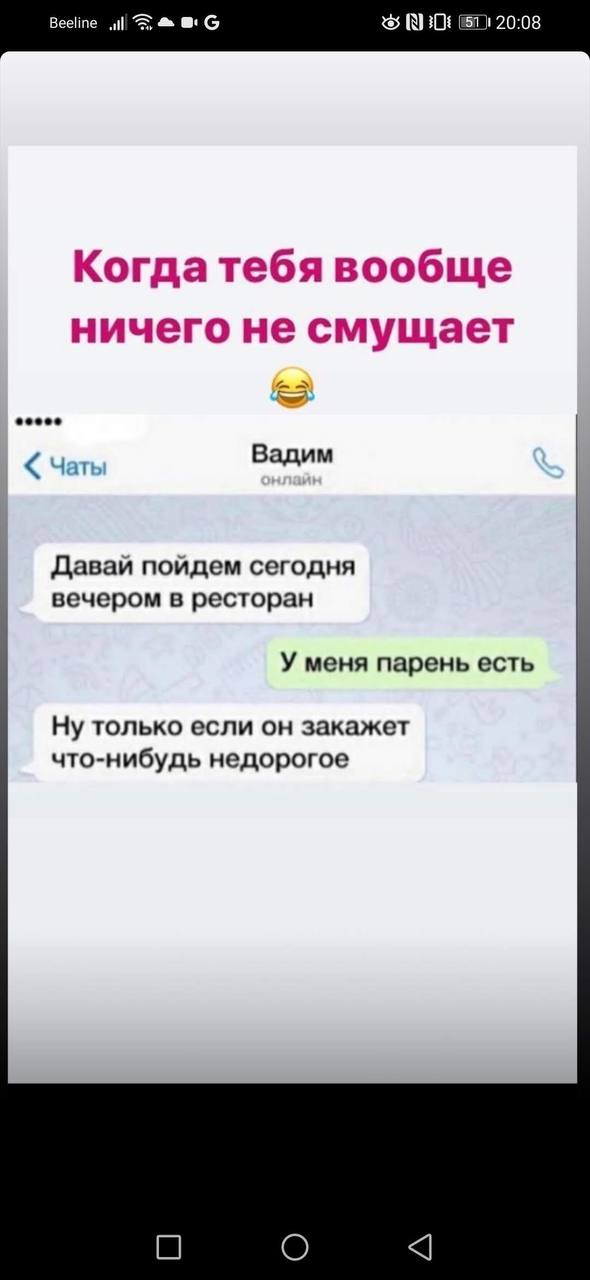 Beeline G 51 20:08
Когда тебя вообще
ничего не смущает
Чаты Вадим
онлайн
Давай пойдем сегодня
вечером в ресторан
У меня парень есть
Ну только если он закажет
что-нибудь недорогое